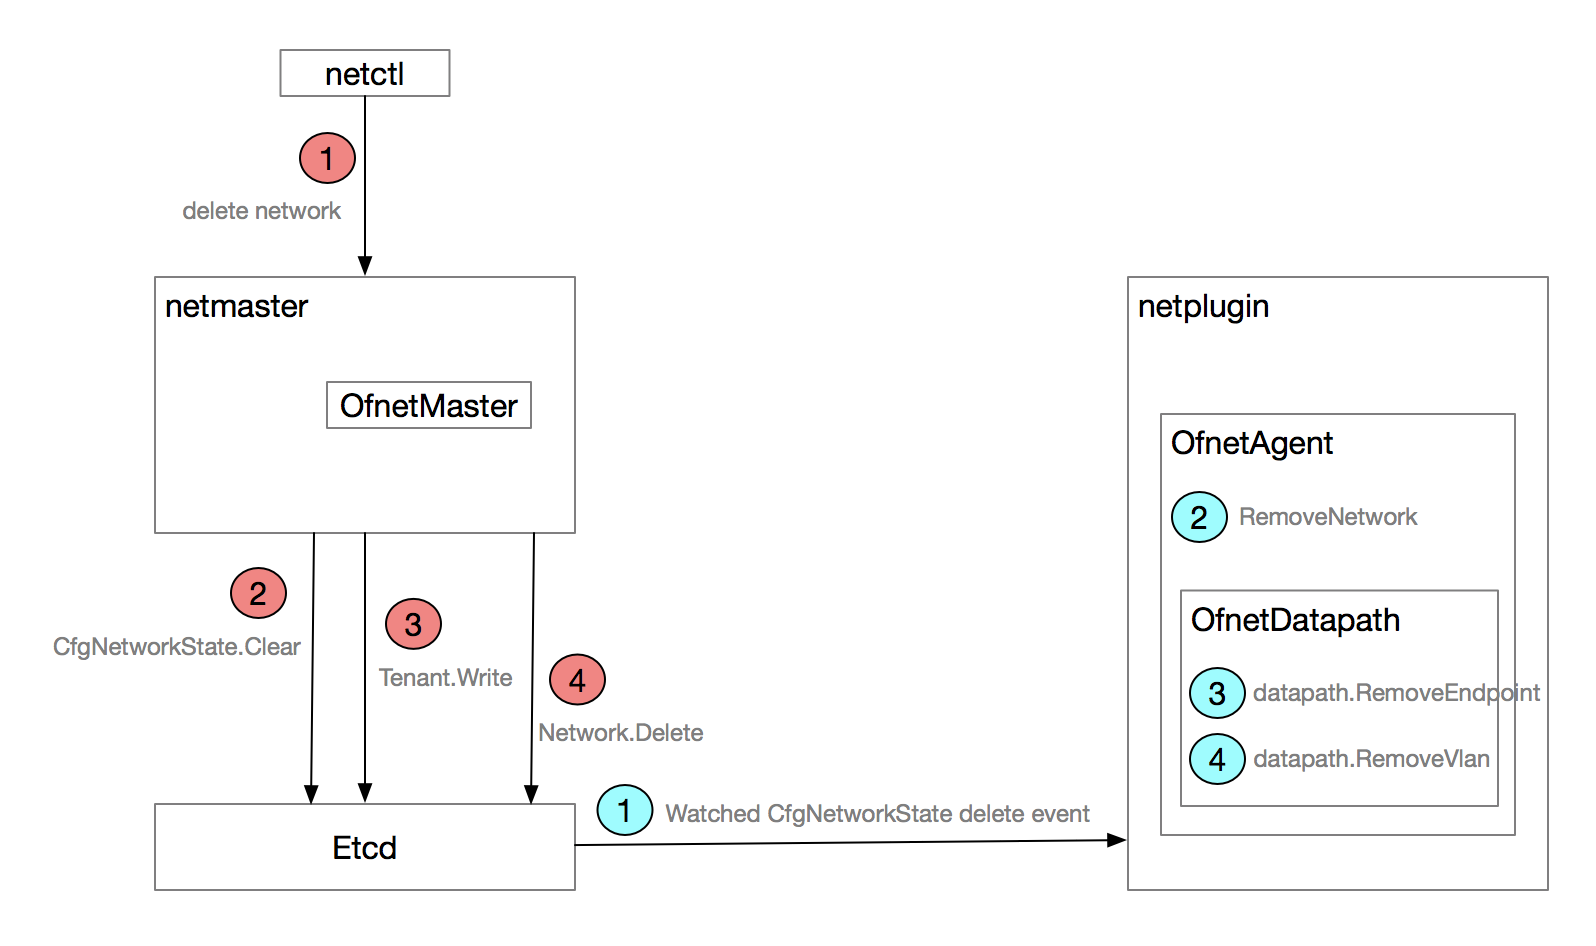 netctl
1
delete network
netmaster
OfnetMaster
2
CfgNetworkState.Clear
3
Tenant.Write
4
Network.Delete
Etcd
1
Watched CfgNetworkState delete event
netplugin
OfnetAgent
2
RemoveNetwork
OfnetDatapath
3
datapath.RemoveEndpoint
4
datapath.RemoveVlan